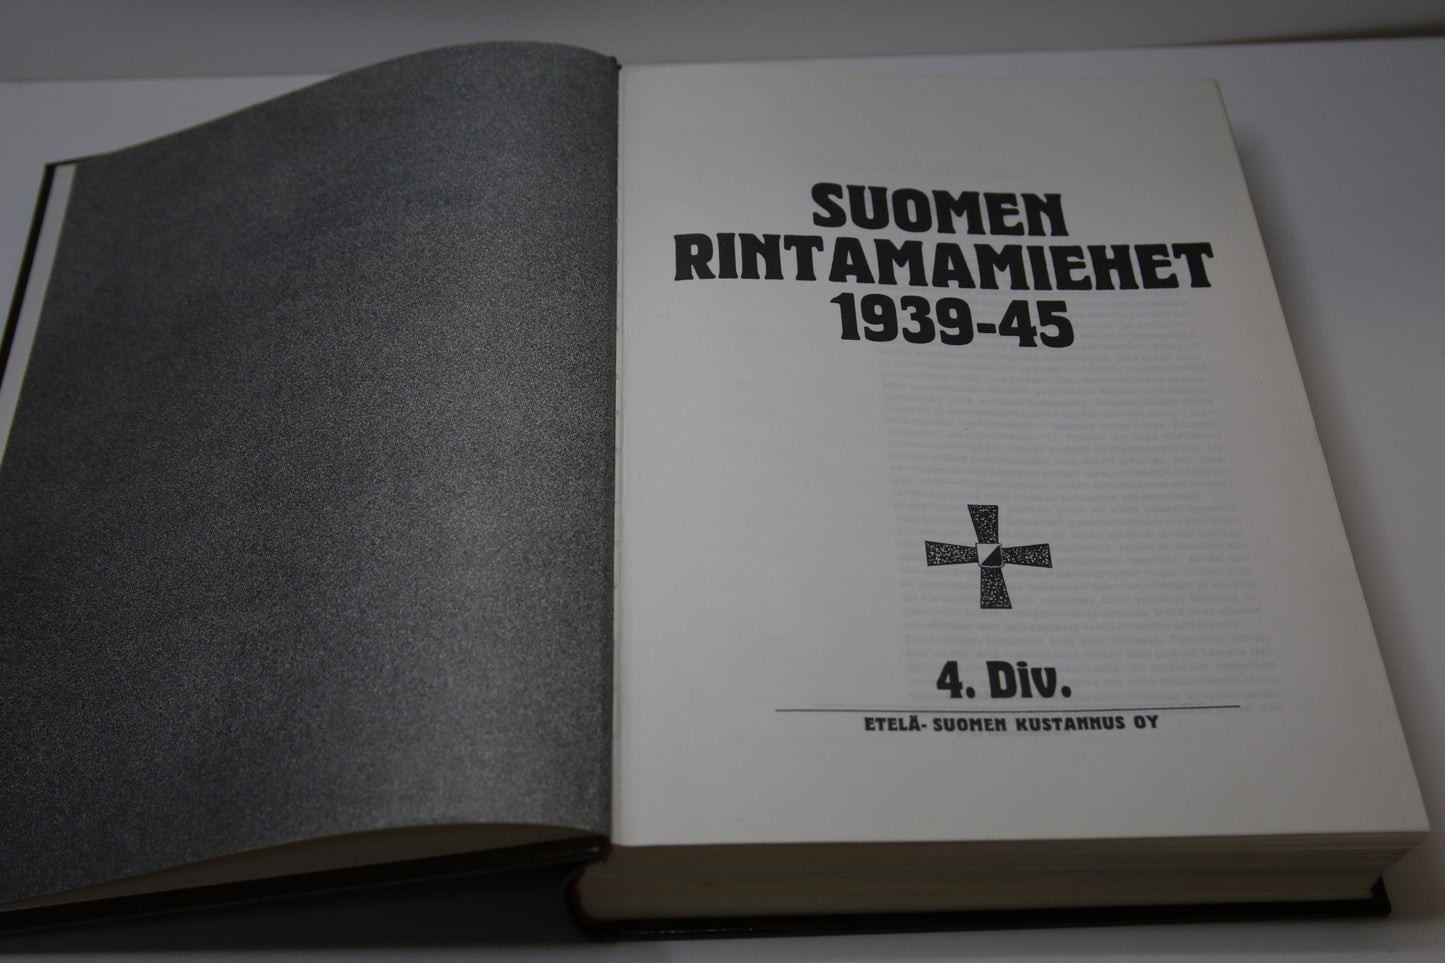 SUOMEN
RINTAMAMIEHET
1939-45
4. Div.
ETELÄ- SUOMEN KUSTANNUS OY